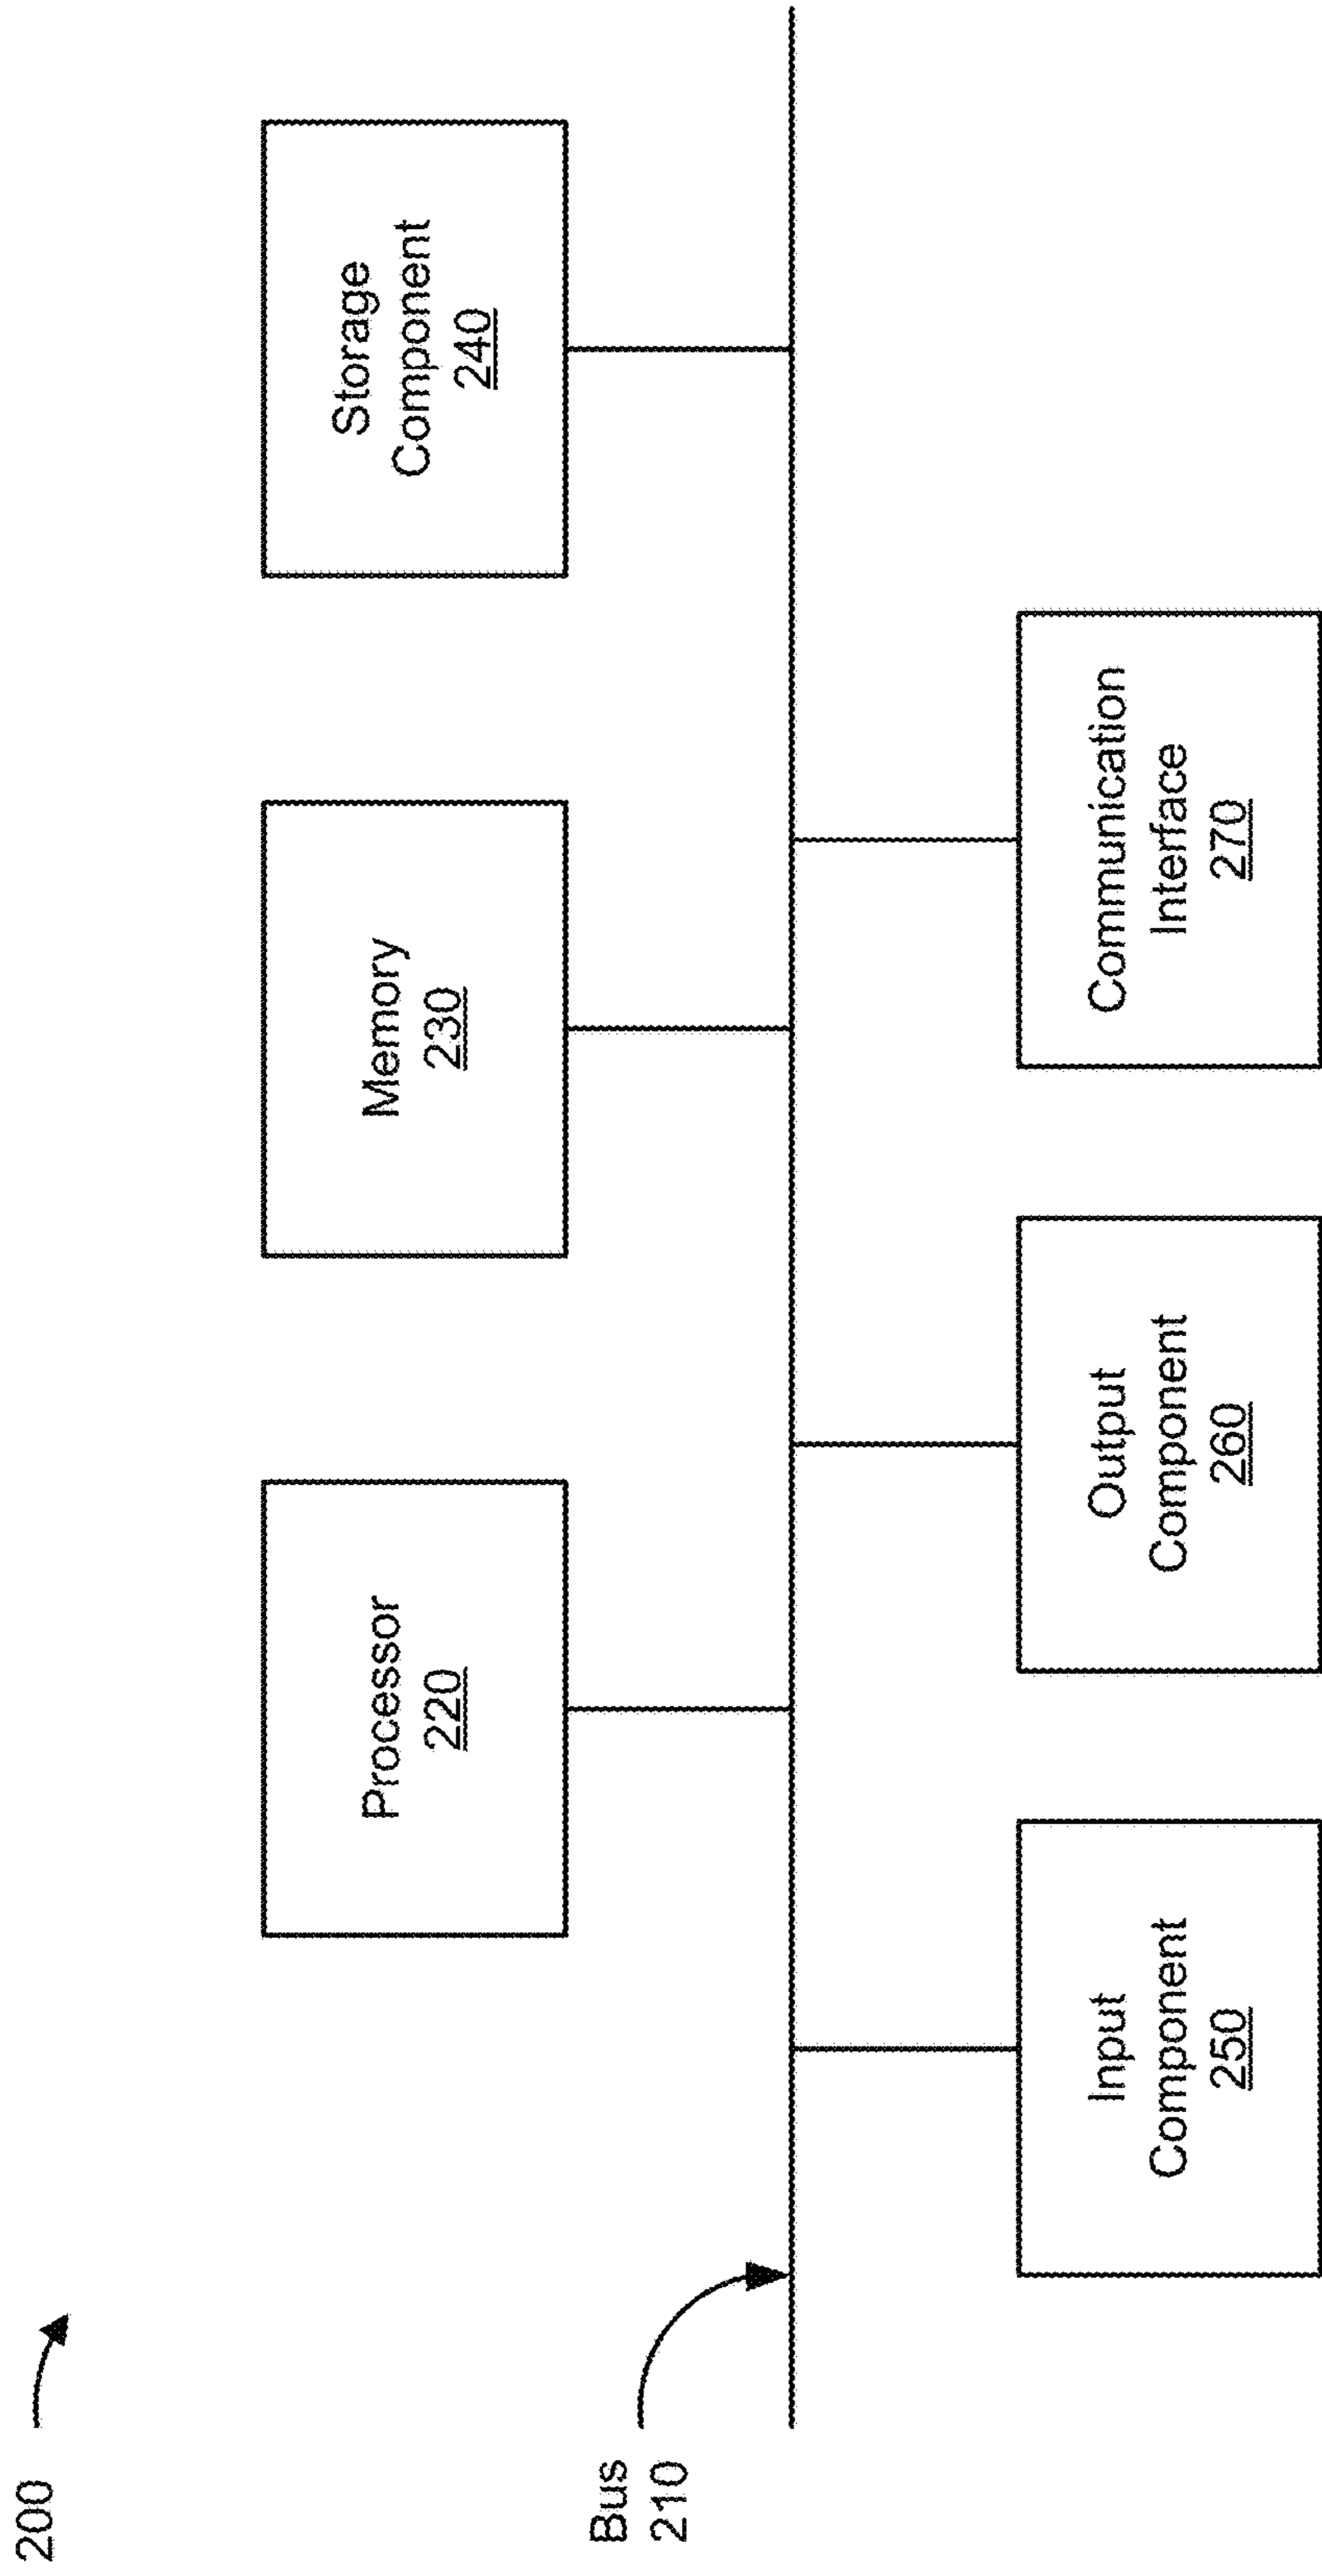 200
Processor
220
Memory
230
Storage
Component
240
Bus
210
Input
Component
250
Output
Component
260
Communication
Interface
270